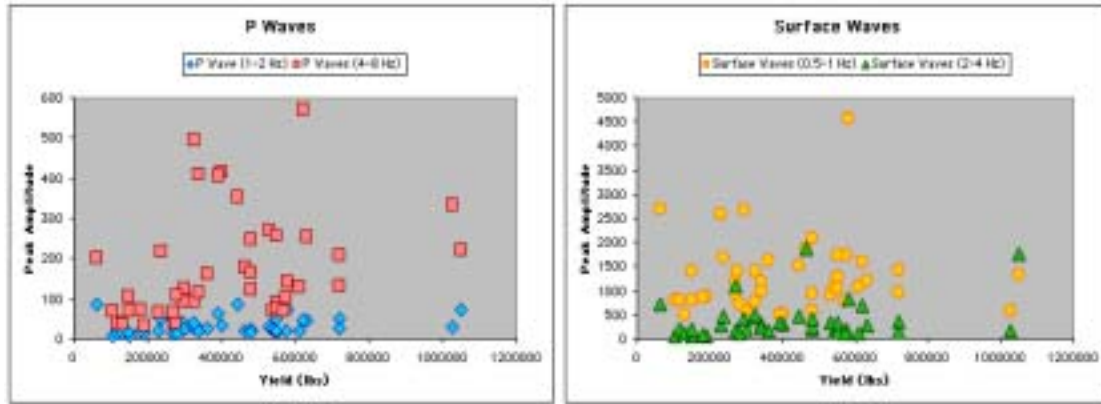 P Waves
P Wave (1-2 Hz) P Waves (4-8 Hz)
600
500
400
300
200
100
0
Peak Amplitude
0 200000 400000 600000 800000 1000000 1200000
Yield (lbs)
Surface Waves
Surface Waves (0.5-1 Hz) Surface Waves (2-4 Hz)
5000
4500
4000
3500
3000
2500
2000
1500
1000
500
0
Peak Amplitude
0 200000 400000 600000 800000 1000000 1200000
Yield (lbs)